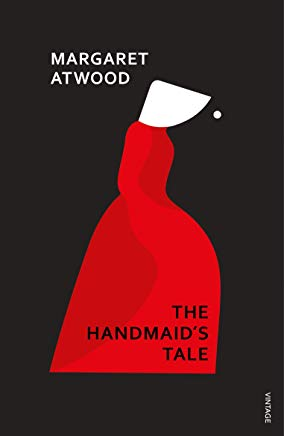 MARGARET
ATWOOD
THE
HANDMAID'S
TALE
VINTAGE